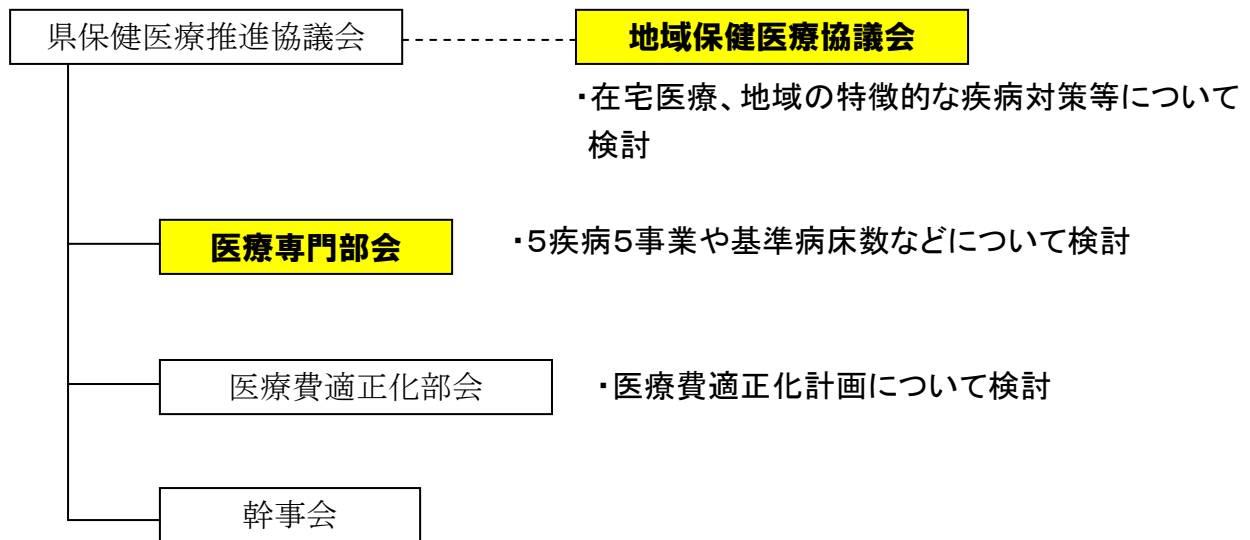 県保健医療推進協議会
地域保健医療協議会
・在宅医療、地域の特徴的な疾病対策等について
検討
医療専門部会
・５疾病５事業や基準病床数などについて検討
医療費適正化部会
・医療費適正化計画について検討
幹事会